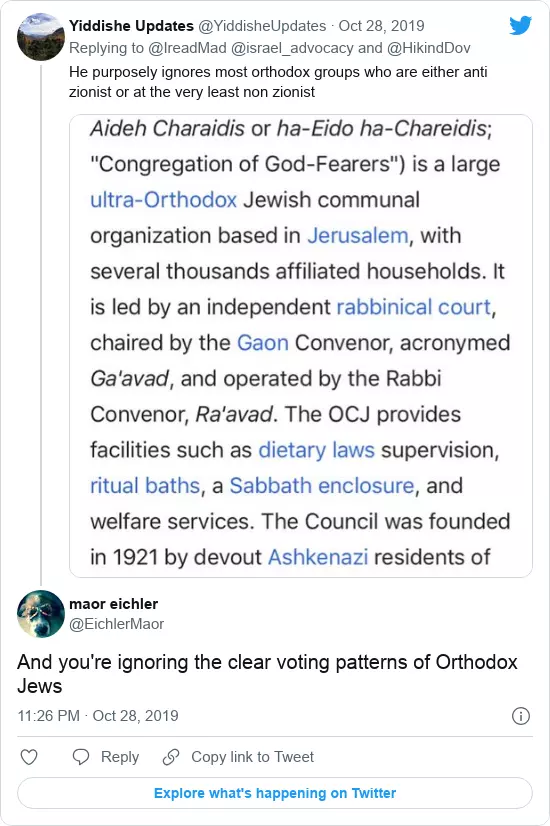 Yiddishe Updates @YiddisheUpdates · Oct 28, 2019
Replying to @IreadMad @israel_advocacy and @HikindDov
He purposely ignores most orthodox groups who are either anti
zionist or at the very least non zionist
Aideh Charaidis or ha-Eido ha-Chareidis;
"Congregation of God-Fearers") is a large
ultra-Orthodox Jewish communal
organization based in Jerusalem, with
several thousands affiliated households. It
is led by an independent rabbinical court,
chaired by the Gaon Convenor, acronymed
Ga'avad, and operated by the Rabbi
Convenor, Ra'avad. The OCJ provides
facilities such as dietary laws supervision,
ritual baths, a Sabbath enclosure, and
welfare services. The Council was founded
in 1921 by devout Ashkenazi residents of
maor eichler
@EichlerMaor
And you're ignoring the clear voting patterns of Orthodox
Jews
11:26 PM · Oct 28, 2019
Reply Copy link to Tweet
Explore what's happening on Twitter